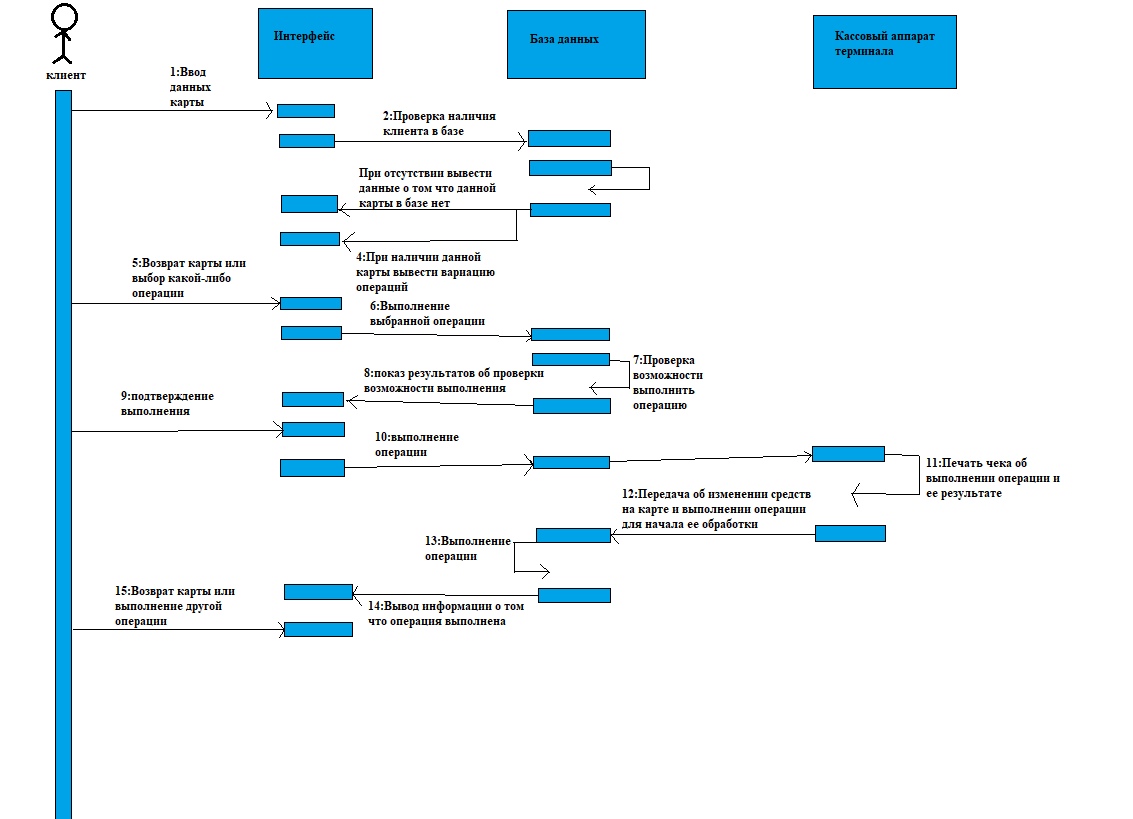 клиент
Интерфейс
База данных
Кассовый аппарат
терминала
1:Ввод
данных
карты
2:Проверка наличия
клиента в базе
При отсутствии вывести
данные о том что данной
карты в базе нет
4:При наличии данной
карты вывести вариацию
операций
5:Возврат карты или
выбор какой-либо
операции
6:Выполнение
выбранной операции
7:Проверка
возможности
выполнить
операцию
8:показ результатов об проверки
возможности выполнения
9:подтверждение
выполнения
10:выполнение
операции
11:Печать чека об
выполнении операции и
ее результате
12:Передача об изменении средств
на карте и выполнении операции
для начала ее обработки
13:Выполнение
операции
14:Вывод информации о том
что операция выполнена
15:Возврат карты или
выполнение другой
операции